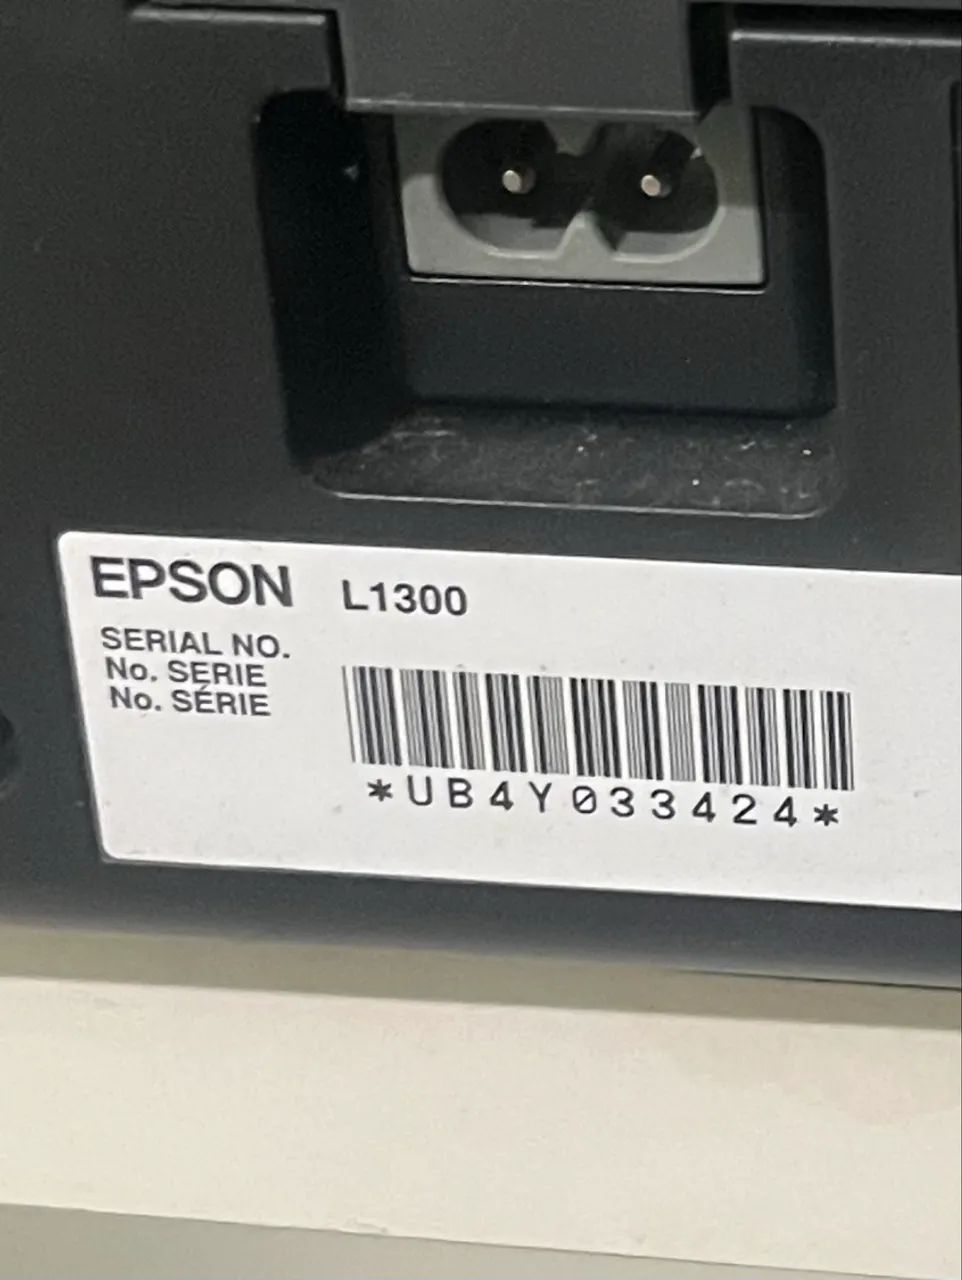 EPSON L1300
SERIAL NO.
No. SERIE
No. SÉRIE
*UB4Y033424*